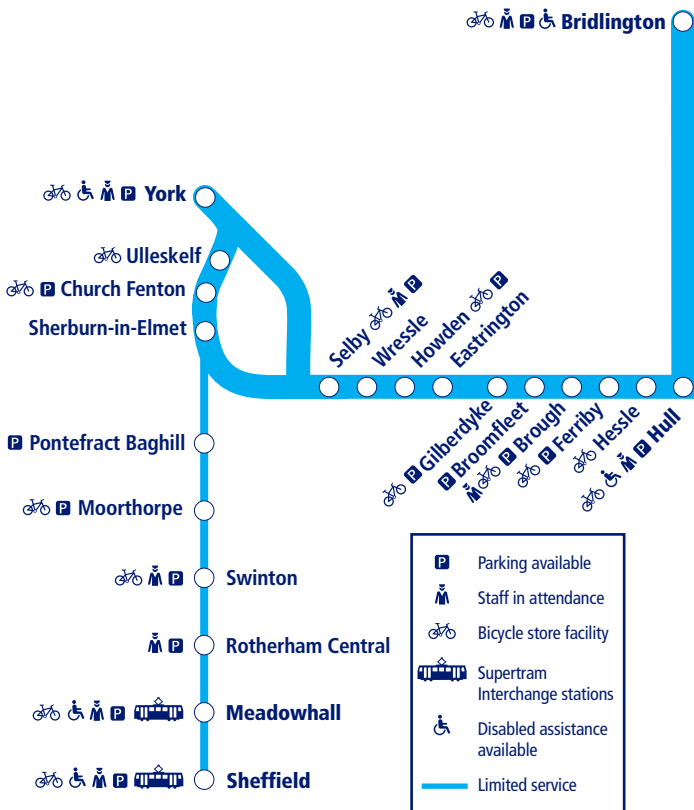 Bridlington
York
Ulleskelf
Church Fenton
Sherburn-in-Elmet
Selby
Wressle
Howden
Eastrington
Gilberdyke
Broomfleet
Brough
Ferriby
Hessle
Hull
Pontefract Baghill
Moorthorpe
Swinton
Rotherham Central
Meadowhall
Sheffield
P Parking available
Staff in attendance
Bicycle store facility
Supertram
Interchange stations
Disabled assistance
available
Limited service